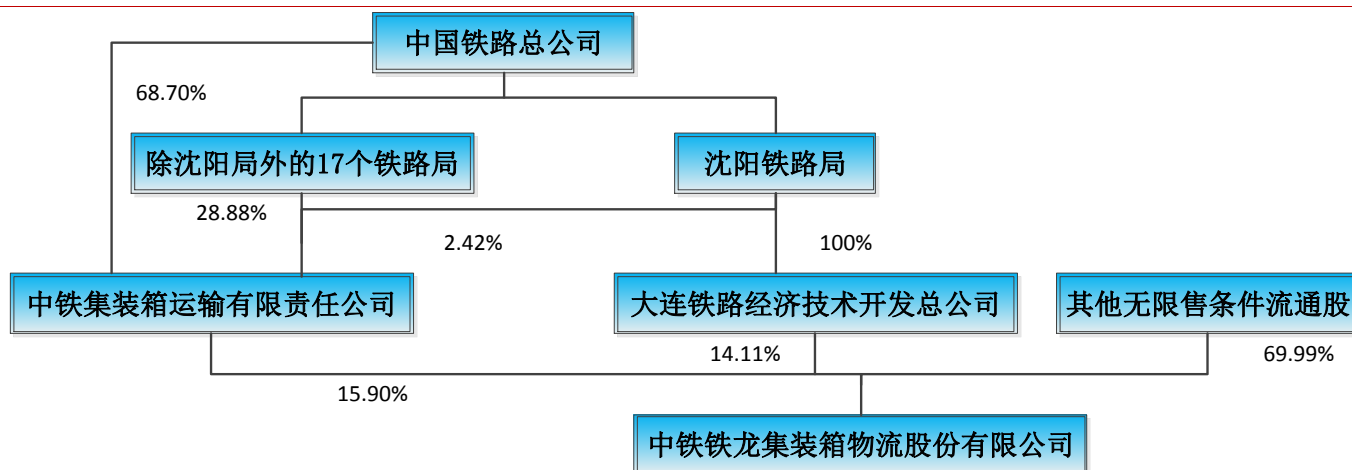 中国铁路总公司
68.70%
除沈阳局外的17个铁路局
沈阳铁路局
28.88%
2.42%
100%
中铁集装箱运输有限责任公司
大连铁路经济技术开发总公司
其他无限售条件流通股
14.11%
69.99%
15.90%
中铁铁龙集装箱物流股份有限公司